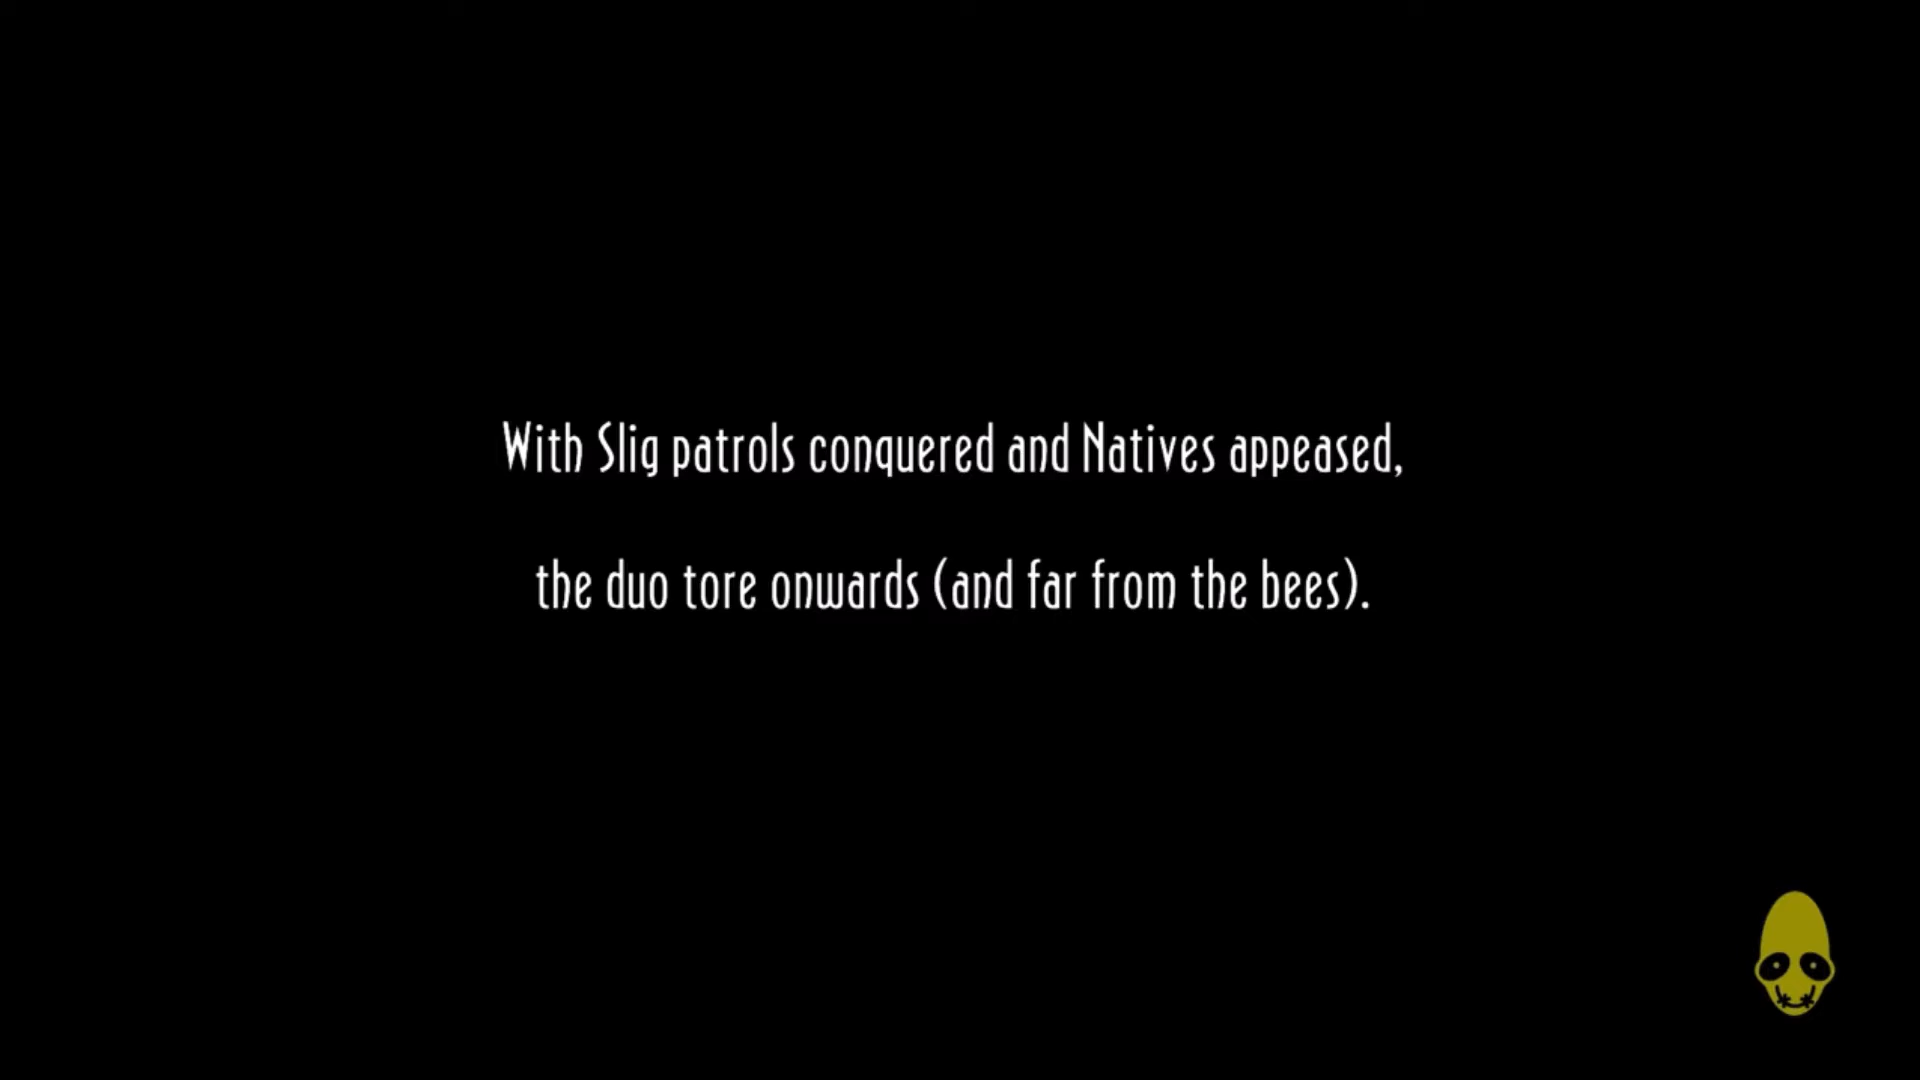 With Slig patrols conquered and Natives appeased,
the duo tore onwards (and far from the bees).